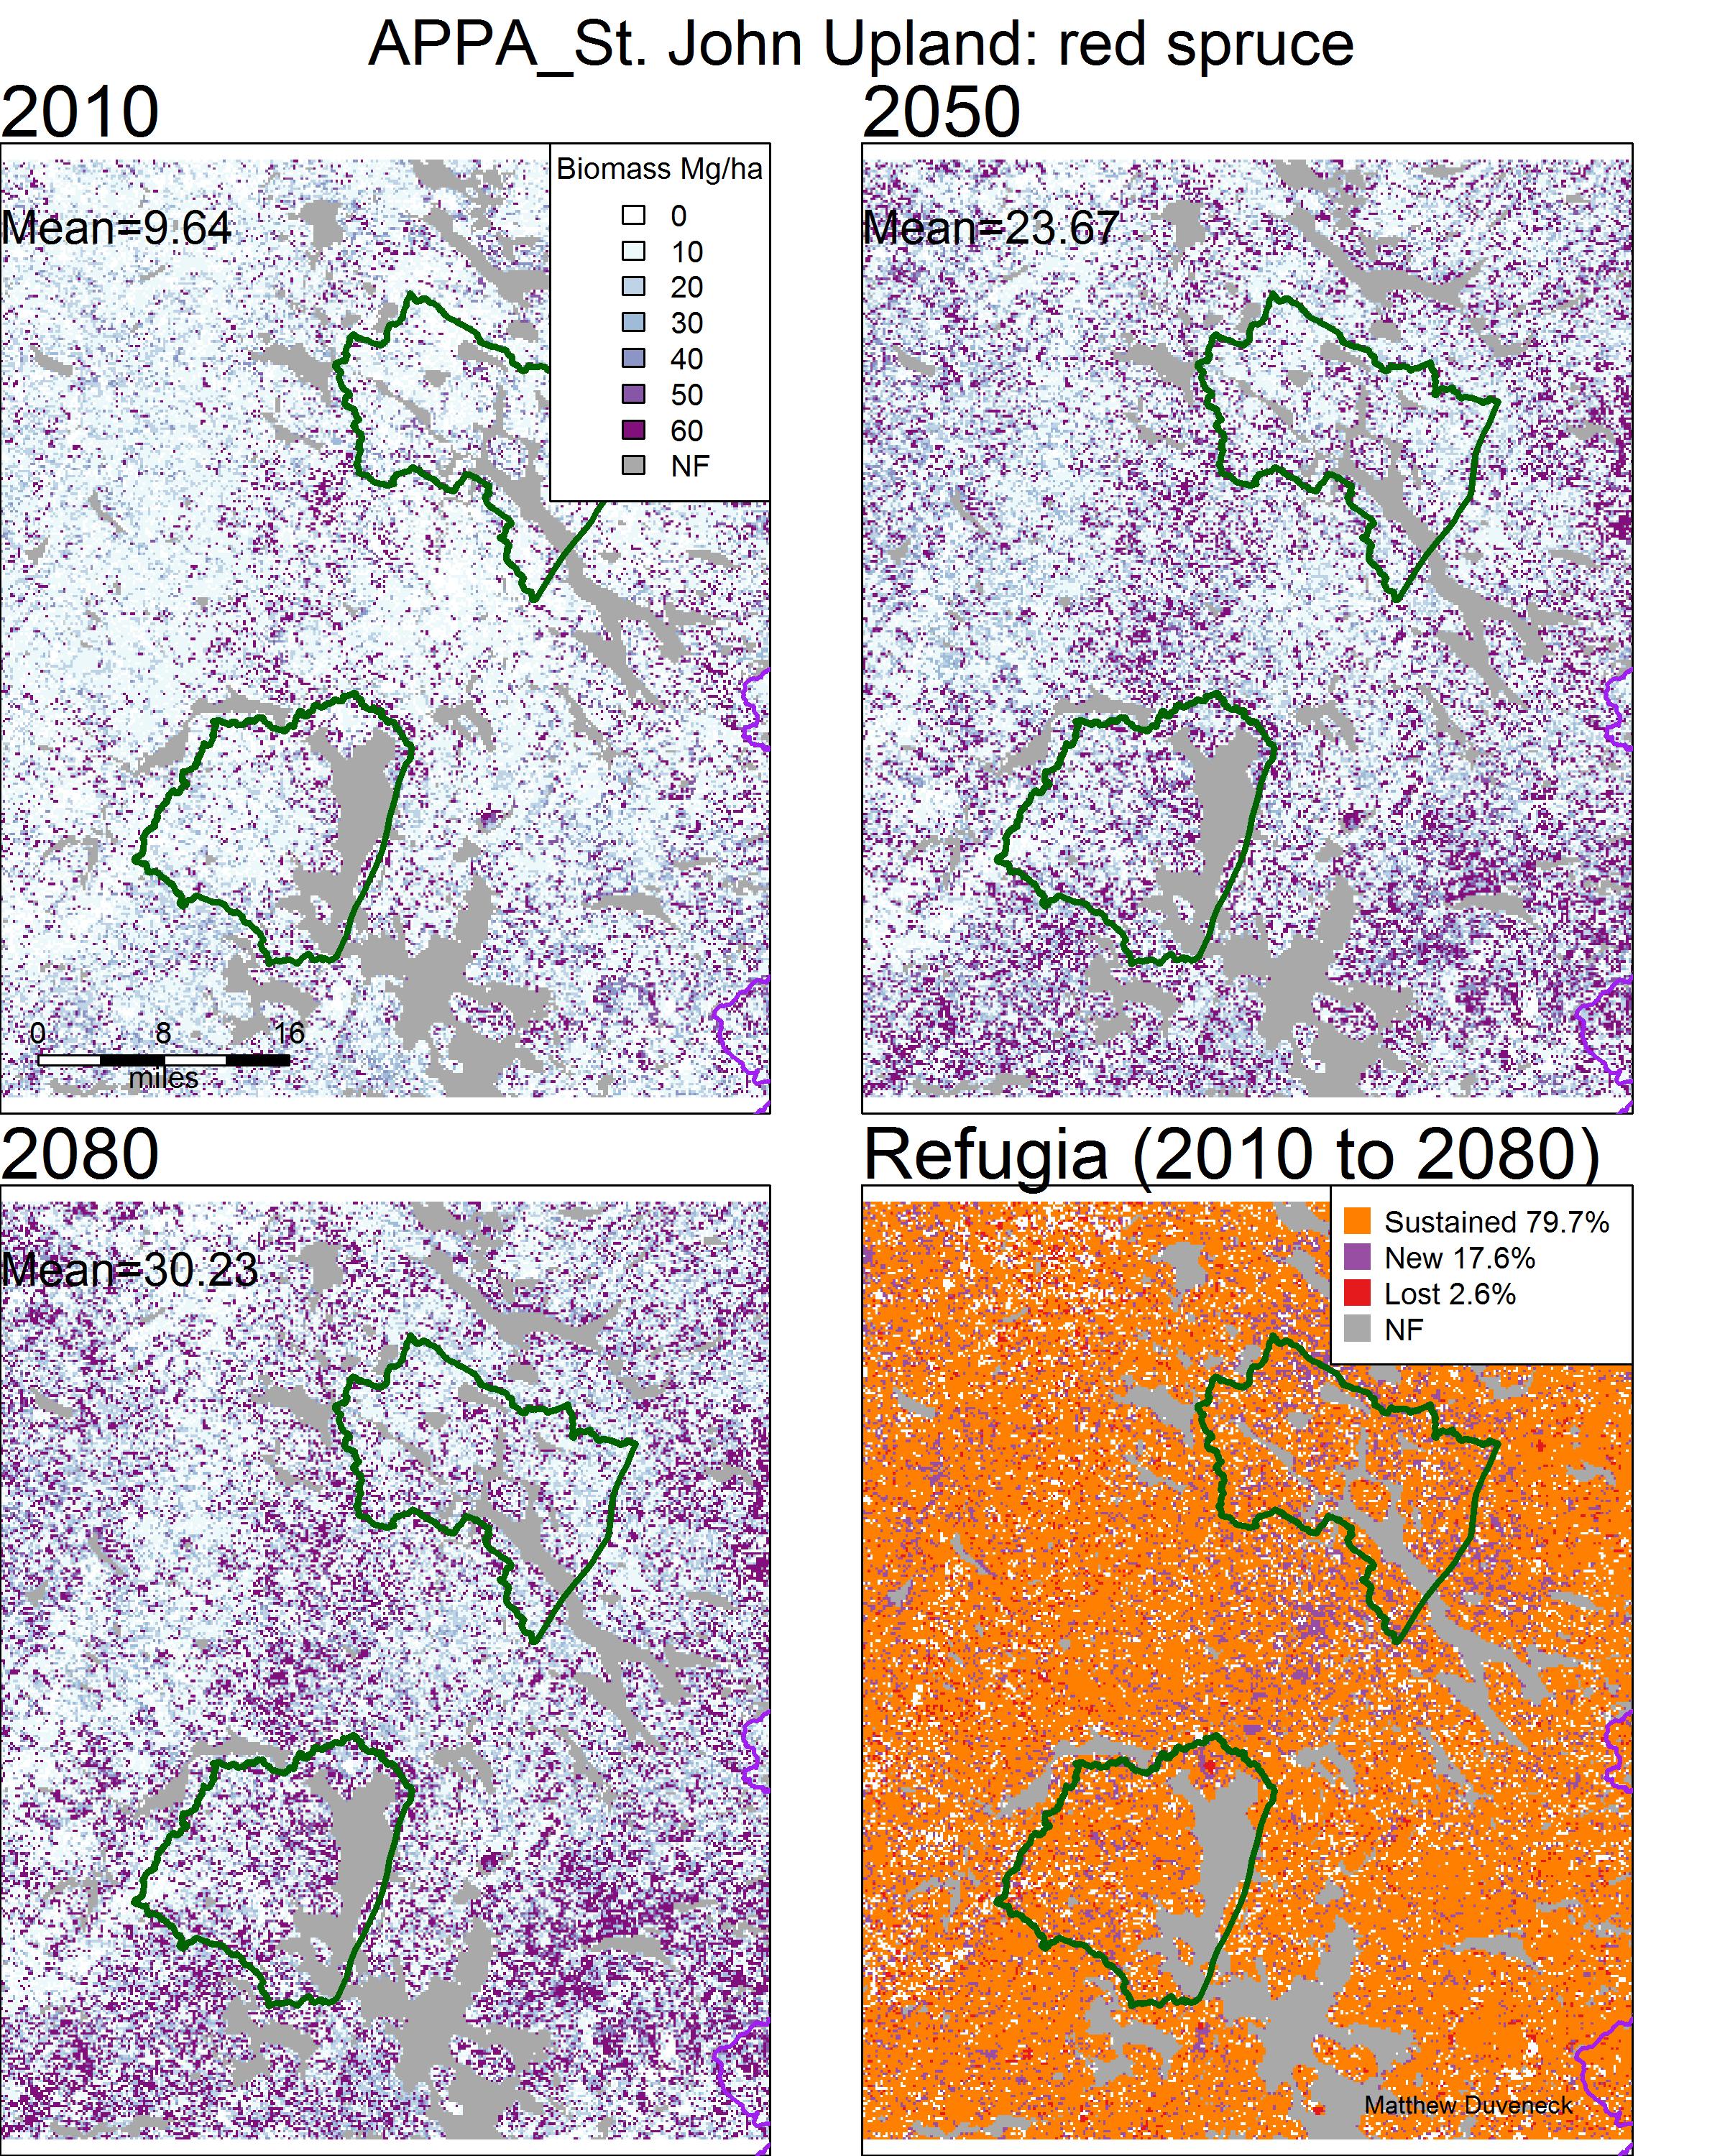 APPA_St. John Upland: red spruce
2010
Biomass Mg/ha
0
10
20
30
40
50
60
NF
Mean=9.64
0 8 16
miles
2050
Mean=23.67
2080
Mean=30.23
Refugia (2010 to 2080)
Sustained 79.7%
New 17.6%
Lost 2.6%
NF
Matthew Duveneck